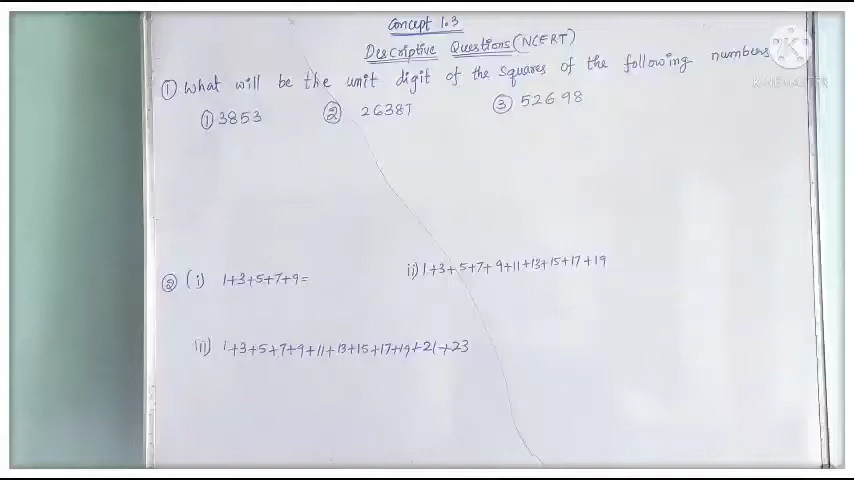 Concept 1.3
Descriptive Questions (NCERT)
① What will be the unit digit of the squares of the following numbers
① 3853 ② 26387 ③ 52698
② (i) 1+3+5+7+9= ii) 1+3+5+7+9+11+13+15+17+19
iii) 1+3+5+7+9+11+13+15+17+19+21+23
KINEMASTER